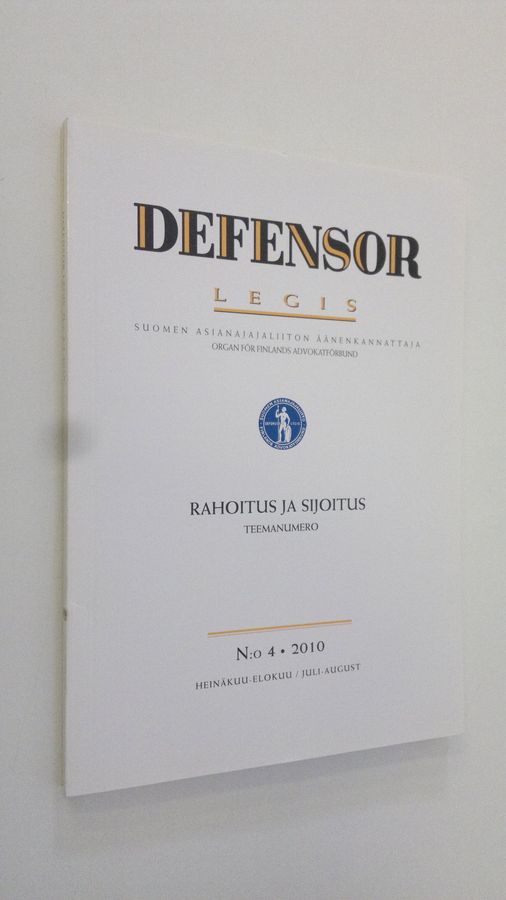 DEFENSOR
LEGIS
SUOMEN ASIANAJAJALIITON ÄÄNENKANNATTAJA
ORGAN FÖR FINLANDS ADVOKATFÖRBUND
RAHOITUS JA SIJOITUS
TEEMANUMERO
N:o 4 • 2010
HEINÄKUU-ELOKUU / JULI-AUGUST